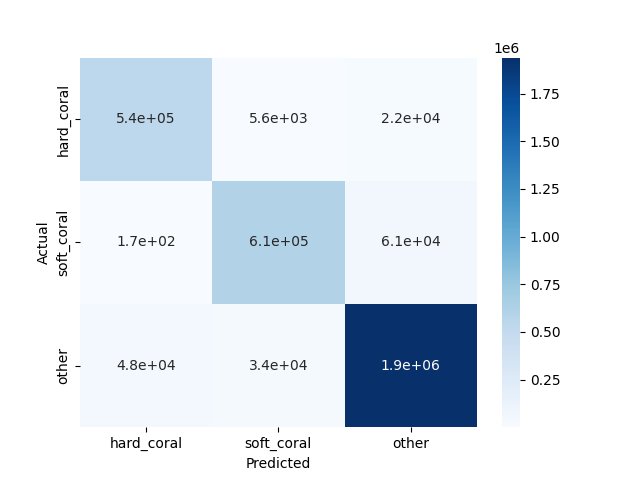 1e6
hard_coral 5.4e+05 5.6e+03 2.2e+04
soft_coral 1.7e+02 6.1e+05 6.1e+04
other 4.8e+04 3.4e+04 1.9e+06
Actual
hard_coral soft_coral other
Predicted
1.75
1.50
1.25
1.00
0.75
0.50
0.25